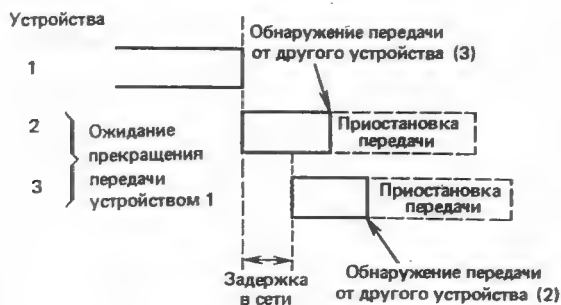 Устройства
Обнаружение передачи
от другого устройства (3)
1
2
Ожидание
прекращения
передачи
устройством 1
3
Приостановка
передачи
Приостановка
передачи
Задержка
в сети
Обнаружение передачи
от другого устройства (2)